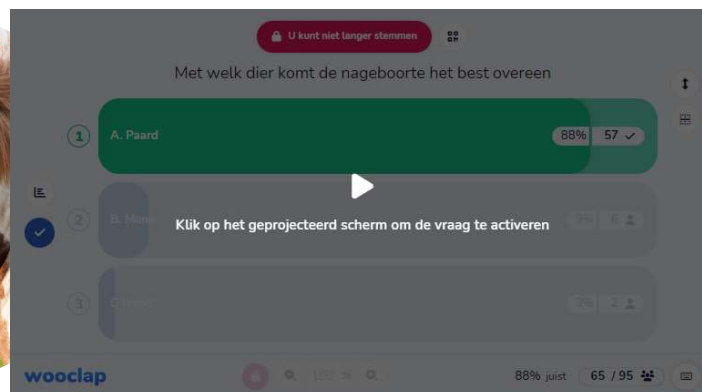 U kunt niet langer stemmen
Met welk dier komt de nageboorte het best overeen
1 A. Paard 88% 57
Klik op het geprojecteerd scherm om de vraag te activeren
2 9% 6
3 3% 2
wooclap 100 % 88% juist 65 / 95